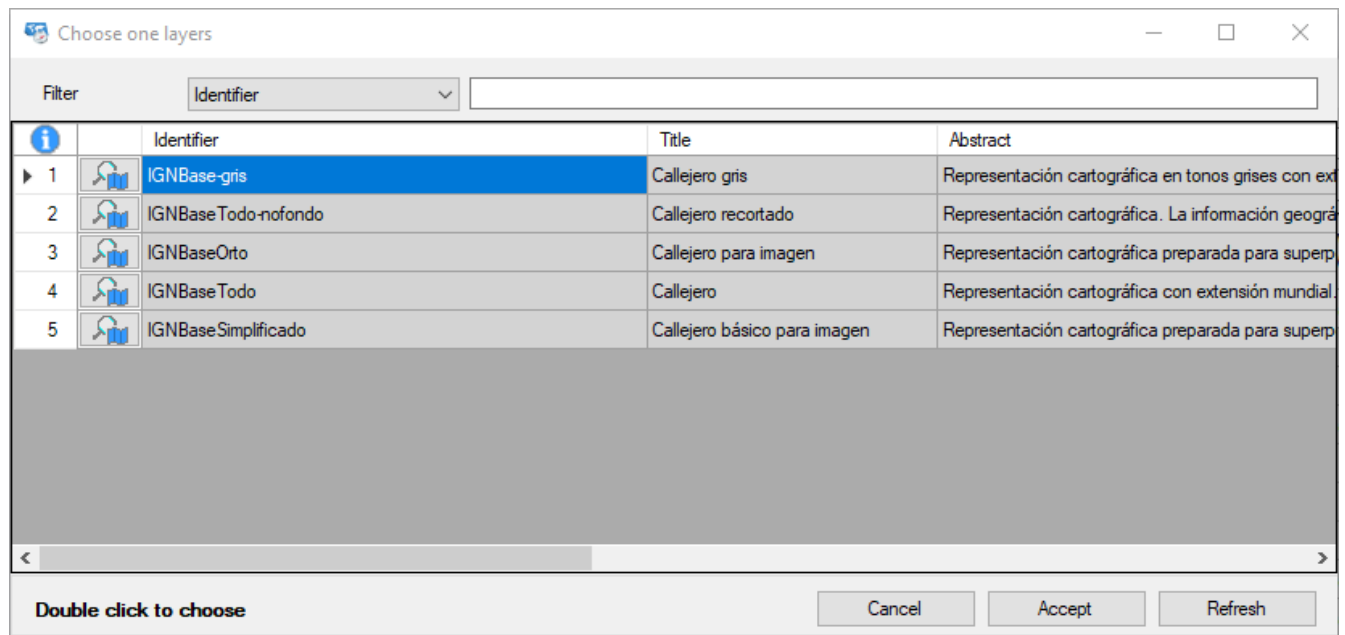 Choose one layers
Filter Identifier
Identifier Title Abstract
1 IGNBase-gris Callejero gris Representación cartográfica en tonos grises con ext
2 IGNBaseTodo-nofondo Callejero recortado Representación cartográfica. La información geográ
3 IGNBaseOrto Callejero para imagen Representación cartográfica preparada para superp
4 IGNBaseTodo Callejero Representación cartográfica con extensión mundial.
5 IGNBaseSimplificado Callejero básico para imagen Representación cartográfica preparada para superp
Double click to choose Cancel Accept Refresh